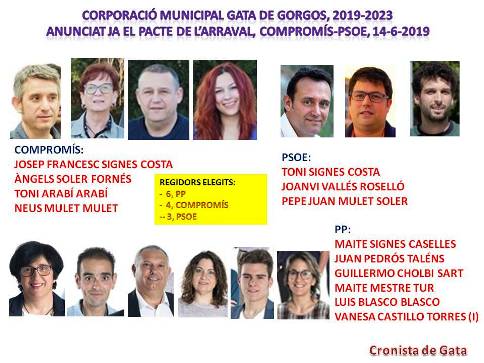 CORPORACIÓ MUNICIPAL GATA DE GORGOS, 2019-2023
ANUNCIAT JA EL PACTE DE L'ARRAVAL, COMPROMÍS-PSOE, 14-6-2019
COMPROMÍS:
JOSEP FRANCESC SIGNES COSTA
ÀNGELS SOLER FORNÉS
TONI ARABÍ ARABÍ
NEUS MULET MULET
REGIDORS ELEGITS:
- 6, PP
- 4, COMPROMÍS
-- 3, PSOE
PSOE:
TONI SIGNES COSTA
JOANVI VALLÉS ROSELLÓ
PEPE JUAN MULET SOLER
PP:
MAITE SIGNES CASELLES
JUAN PEDRÓS TALÉNS
GUILLERMO CHOLBI SART
MAITE MESTRE TUR
LUIS BLASCO BLASCO
VANESA CASTILLO TORRES (I)
Cronista de Gata